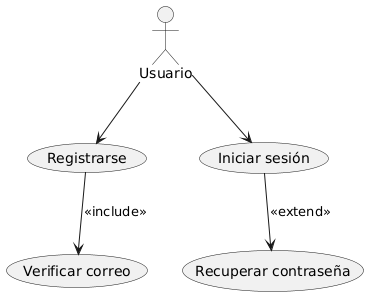 Usuario
Registrarse
Iniciar sesión
«include»
«extend»
Verificar correo
Recuperar contraseña